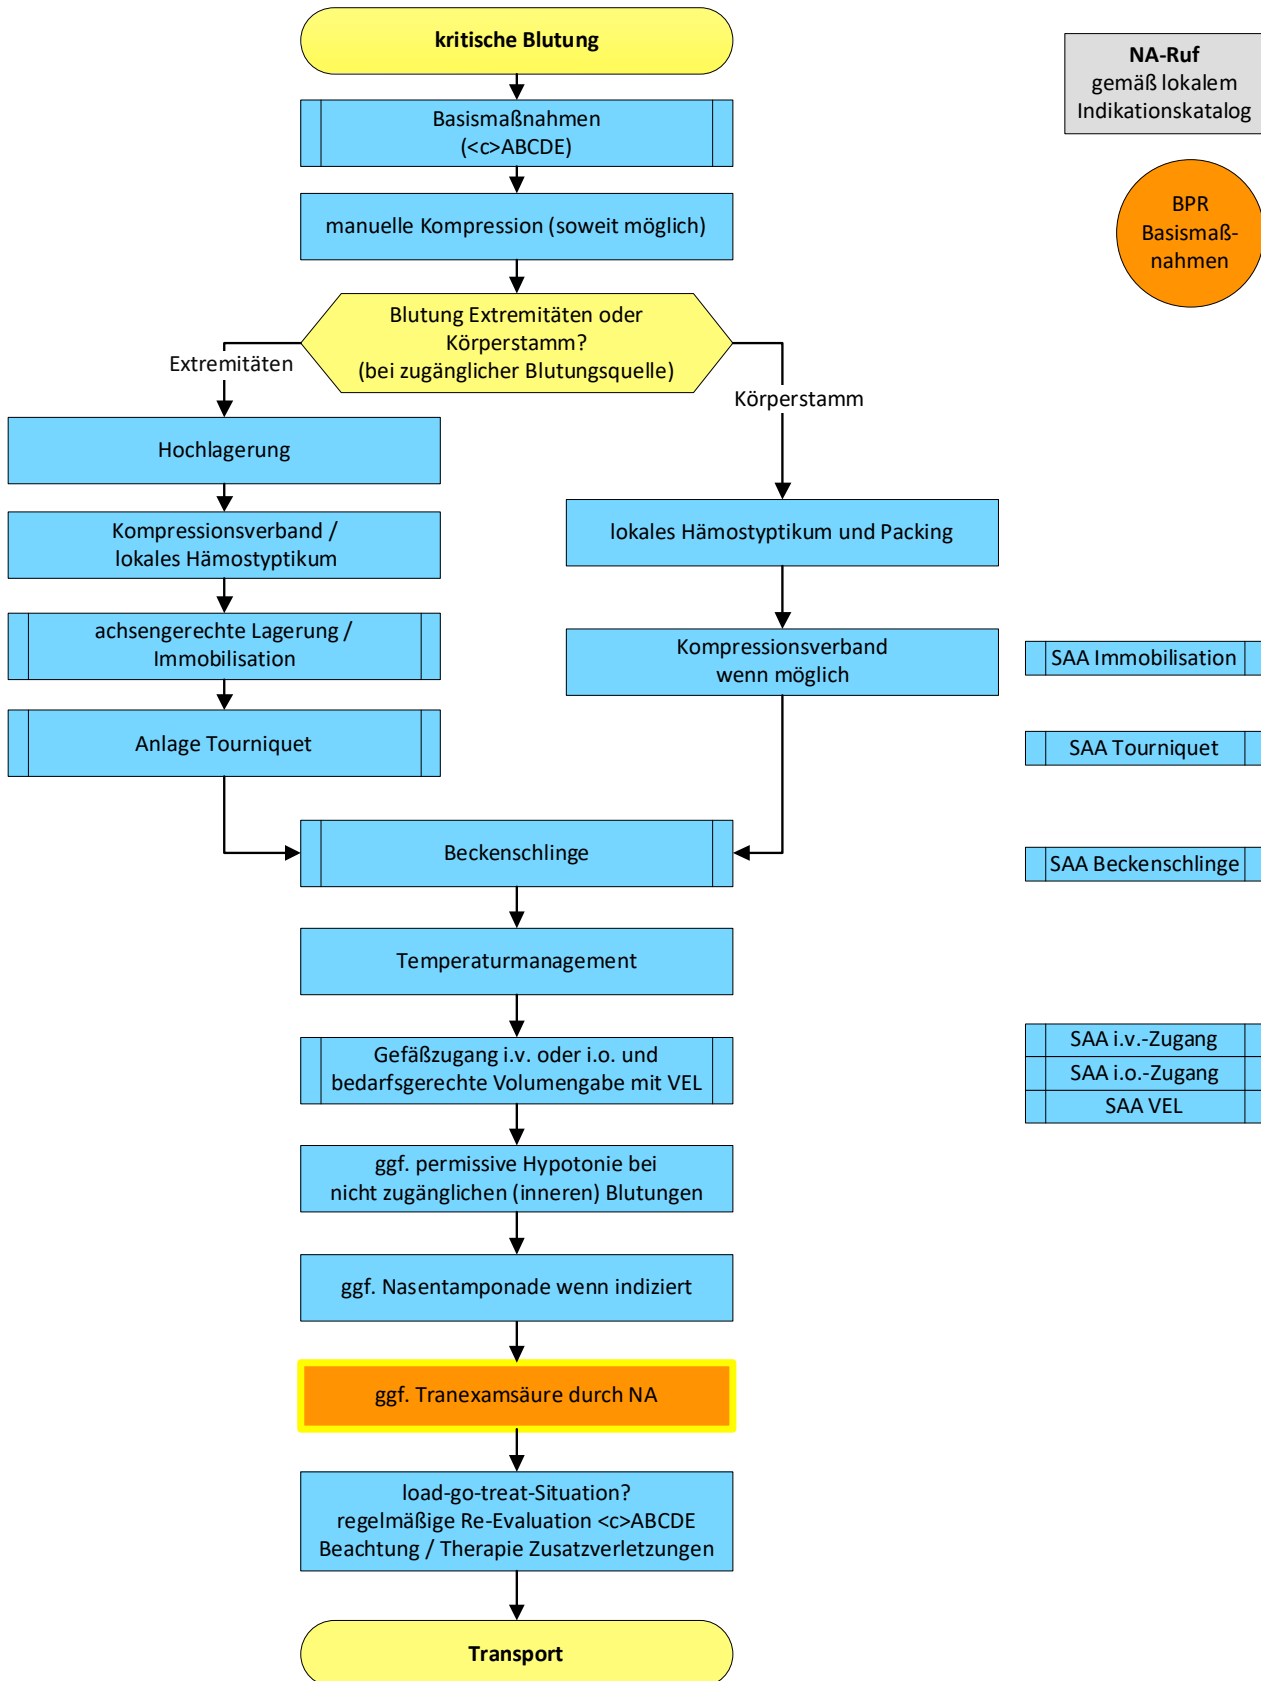 kritische Blutung
NA-Ruf
gemäß lokalem
Indikationskatalog
Basismaßnahmen
(<c>ABCDE)
manuelle Kompression (soweit möglich)
BPR
Basismaß-
nahmen
Blutung Extremitäten oder
Körperstamm?
(bei zugänglicher Blutungsquelle)
Extremitäten
Körperstamm
Hochlagerung
Kompressionsverband /
lokales Hämostyptikum
lokales Hämostyptikum und Packing
achsengerechte Lagerung /
Immobilisation
Kompressionsverband
wenn möglich
SAA Immobilisation
Anlage Tourniquet
SAA Tourniquet
Beckenschlinge
SAA Beckenschlinge
Temperaturmanagement
Gefäßzugang i.v. oder i.o. und
bedarfsgerechte Volumengabe mit VEL
SAA i.v.-Zugang
SAA i.o.-Zugang
SAA VEL
ggf. permissive Hypotonie bei
nicht zugänglichen (inneren) Blutungen
ggf. Nasentamponade wenn indiziert
ggf. Tranexamsäure durch NA
load-go-treat-Situation?
regelmäßige Re-Evaluation <c>ABCDE
Beachtung / Therapie Zusatzverletzungen
Transport